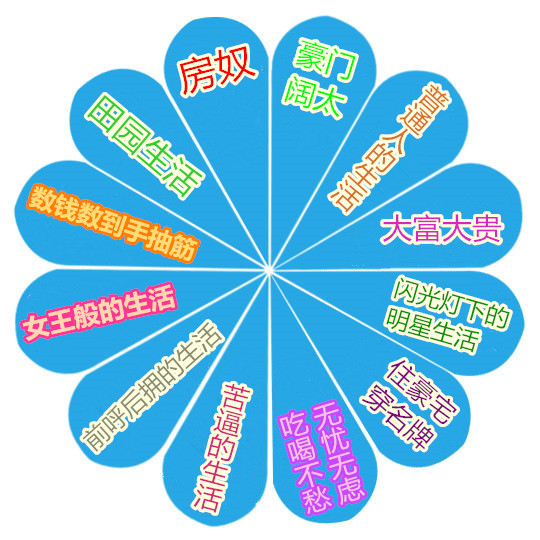 房奴
豪门
阔太
普通人的生活
大富大贵
闪光灯下的
明星生活
住豪宅
穿名牌
无忧无虑
吃喝不愁
苦逼的生活
前呼后拥的生活
女王般的生活
数钱数到手抽筋
田园生活